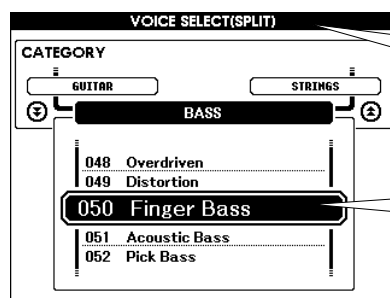 VOICE SELECT(SPLIT)
CATEGORY
GUITAR STRINGS
BASS
048 Overdriven
049 Distortion
050 Finger Bass
051 Acoustic Bass
052 Pick Bass